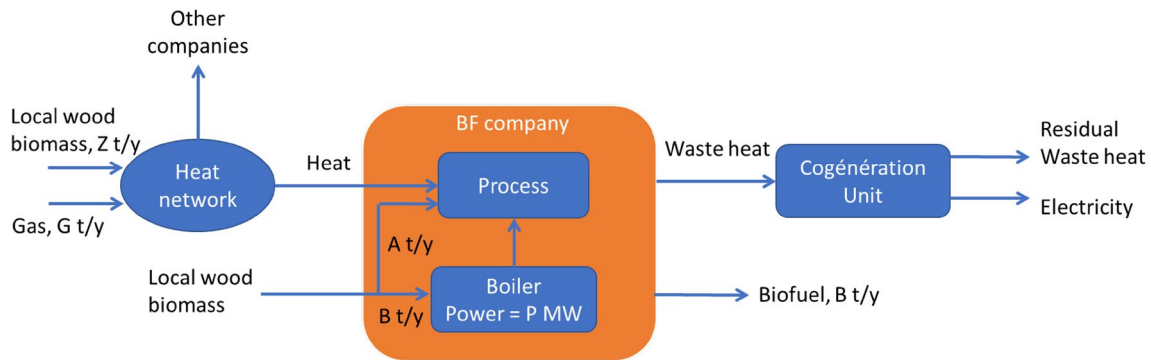 Other
companies
Local wood
biomass, Z t/y
Gas, G t/y
Heat
network
Heat
BF company
Process
A t/y
Local wood
biomass
B t/y
Boiler
Power = P MW
Waste heat
Cogénération
Unit
Residual
Waste heat
Electricity
Biofuel, B t/y